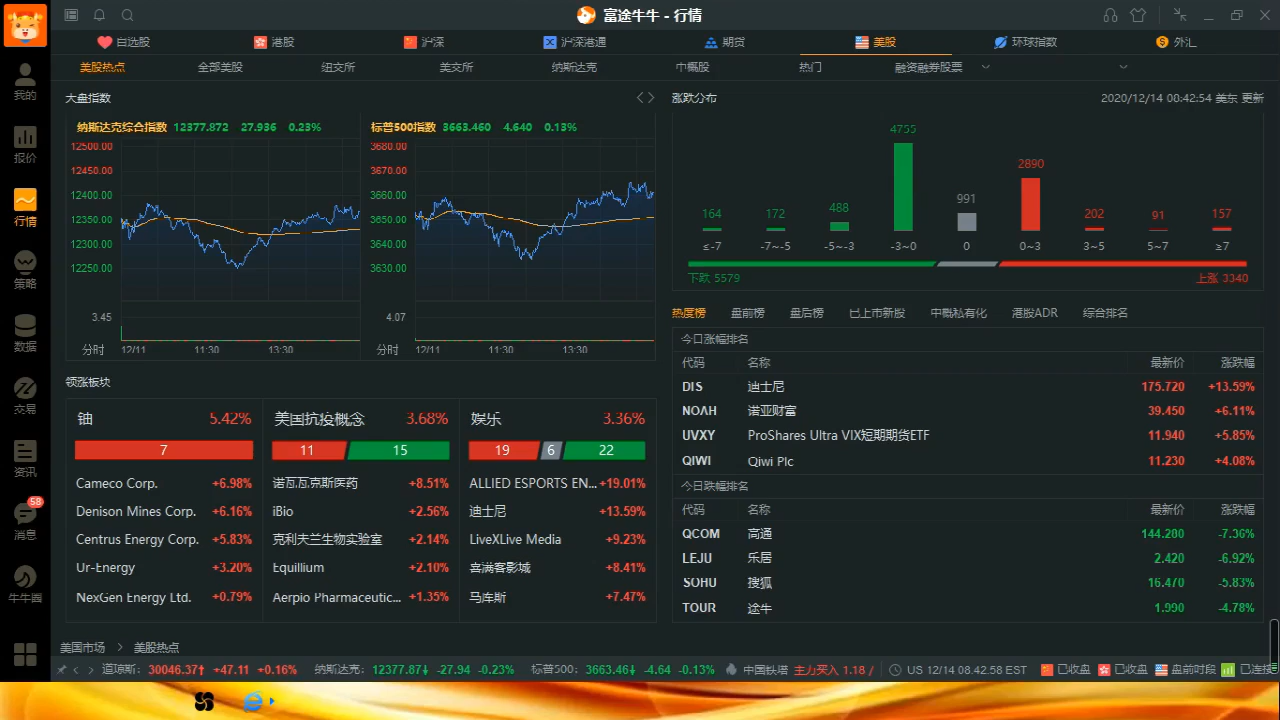 富途牛牛 - 行情
自选股 港股 沪深 沪深港通 期货 美股 环球指数 外汇
美股热点 全部美股 纽交所 美交所 纳斯达克 中概股 热门 融资融券股票
我的
报价
行情
策略
数据
交易
资讯
58
消息
牛牛圈
大盘指数
纳斯达克综合指数 12377.872 27.936 0.23%
12500.00
12450.00
12400.00
12350.00
12300.00
12250.00
3.45
分时 12/11 11:30 13:30
标普500指数 3663.460 4.640 0.13%
3680.00
3670.00
3660.00
3650.00
3640.00
3630.00
4.07
分时 12/11 11:30 13:30
涨跌分布 2020/12/14 08:42:54 美东 更新
164 172 488 4755 991 2890 202 91 157
≤-7 -7~-5 -5~-3 -3~0 0 0~3 3~5 5~7 ≥7
下跌 5579 上涨 3340
领涨板块
铀 5.42%
7
Cameco Corp. +6.98%
Denison Mines Corp. +6.16%
Centrus Energy Corp. +5.83%
Ur-Energy +3.20%
NexGen Energy Ltd. +0.79%
美国抗疫概念 3.68%
11 15
诺瓦瓦克斯医药 +8.51%
iBio +2.56%
克利夫兰生物实验室 +2.14%
Equillium +2.10%
Aerpio Pharmaceutic... +1.35%
娱乐 3.36%
19 6 22
ALLIED ESPORTS EN... +19.01%
迪士尼 +13.59%
LiveXLive Media +9.23%
喜满客影城 +8.41%
马库斯 +7.47%
热度榜 盘前榜 盘后榜 已上市新股 中概私有化 港股ADR 综合排名
今日涨幅排名
代码 名称 最新价 涨跌幅
DIS 迪士尼 175.720 +13.59%
NOAH 诺亚财富 39.450 +6.11%
UVXY ProShares Ultra VIX短期期货ETF 11.940 +5.85%
QIWI Qiwi Plc 11.230 +4.08%
今日跌幅排名
代码 名称 最新价 涨跌幅
QCOM 高通 144.200 -7.36%
LEJU 乐居 2.420 -6.92%
SOHU 搜狐 16.470 -5.83%
TOUR 途牛 1.990 -4.78%
美国市场 > 美股热点
道琼斯: 30046.37↑ +47.11 +0.16% 纳斯达克: 12377.87↓ -27.94 -0.23% 标普500: 3663.46↓ -4.64 -0.13% 中国铁塔 主力买入 1.18 / US 12/14 08:42:58 EST 已收盘 已收盘 盘前时段 已连接